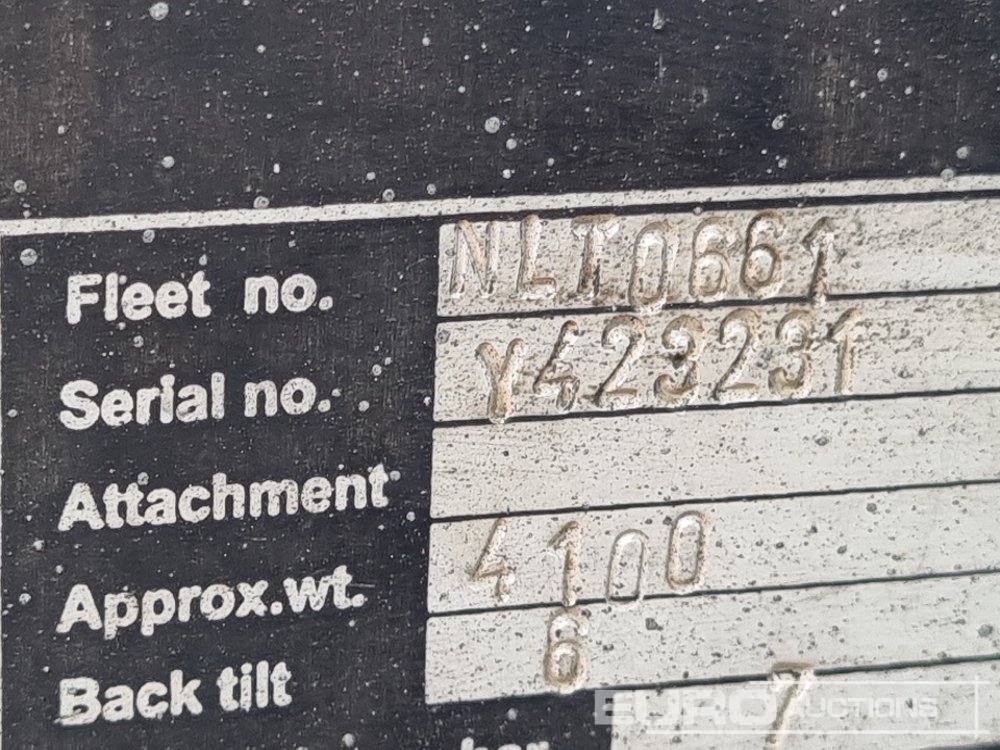 Fleet no. NLT0661
Serial no. Y423231
Attachment
Approx.wt. 4100
Back tilt 6
7
EURO AUCTIONS